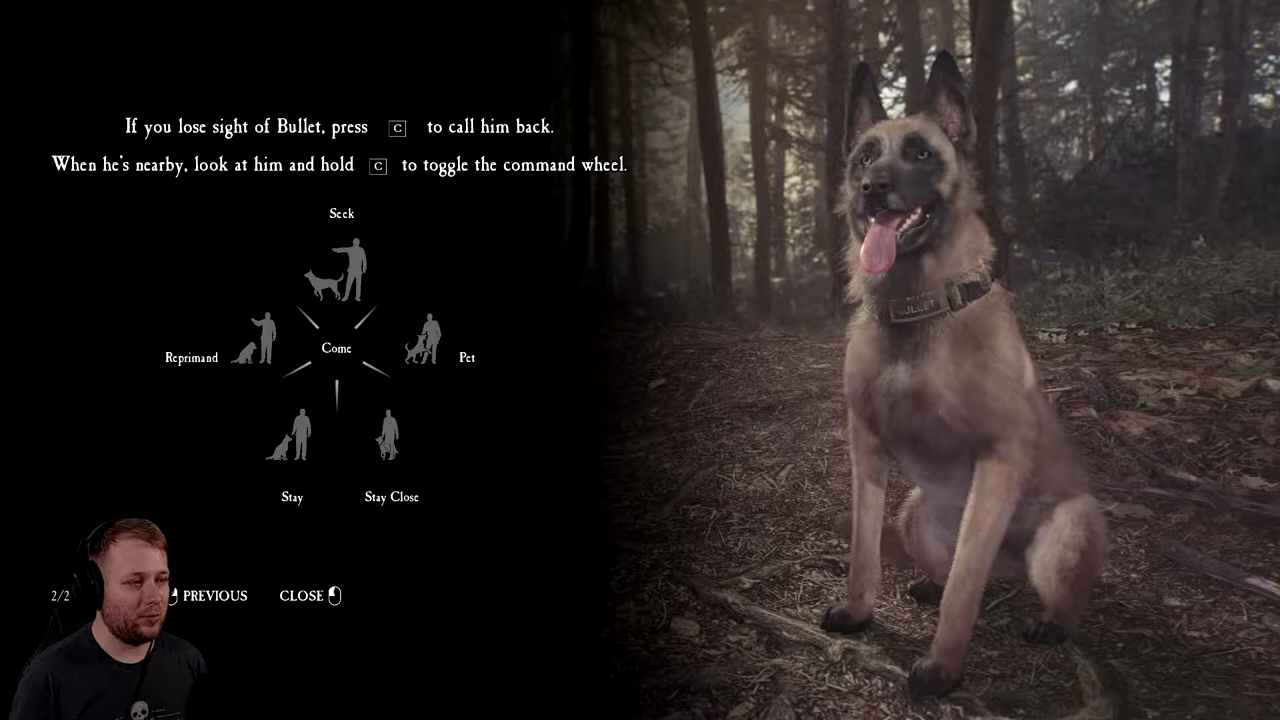 If you lose sight of Bullet, press C to call him back.
When he's nearby, look at him and hold C to toggle the command wheel.
Seek
Reprimand
Come
Pet
Stay
Stay Close
2/2
PREVIOUS
CLOSE
BULLET